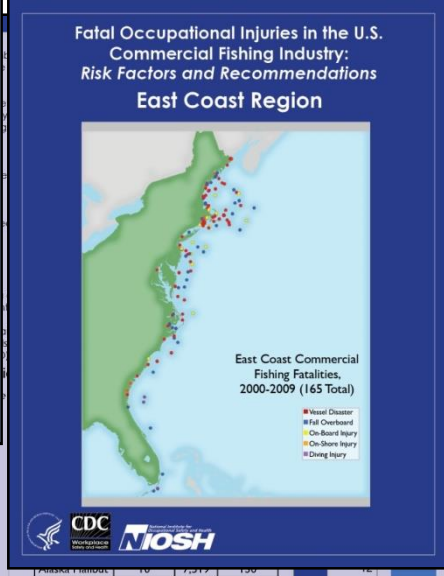 Fatal Occupational Injuries in the U.S.
Commercial Fishing Industry:
Risk Factors and Recommendations
East Coast Region
East Coast Commercial
Fishing Fatalities,
2000-2009 (165 Total)
Vessel Disaster
Fall Overboard
On-Board Injury
On-Shore Injury
Diving Injury
CDC
Workplace
Safety and Health
National Institute for
Occupational Safety and Health
NIOSH